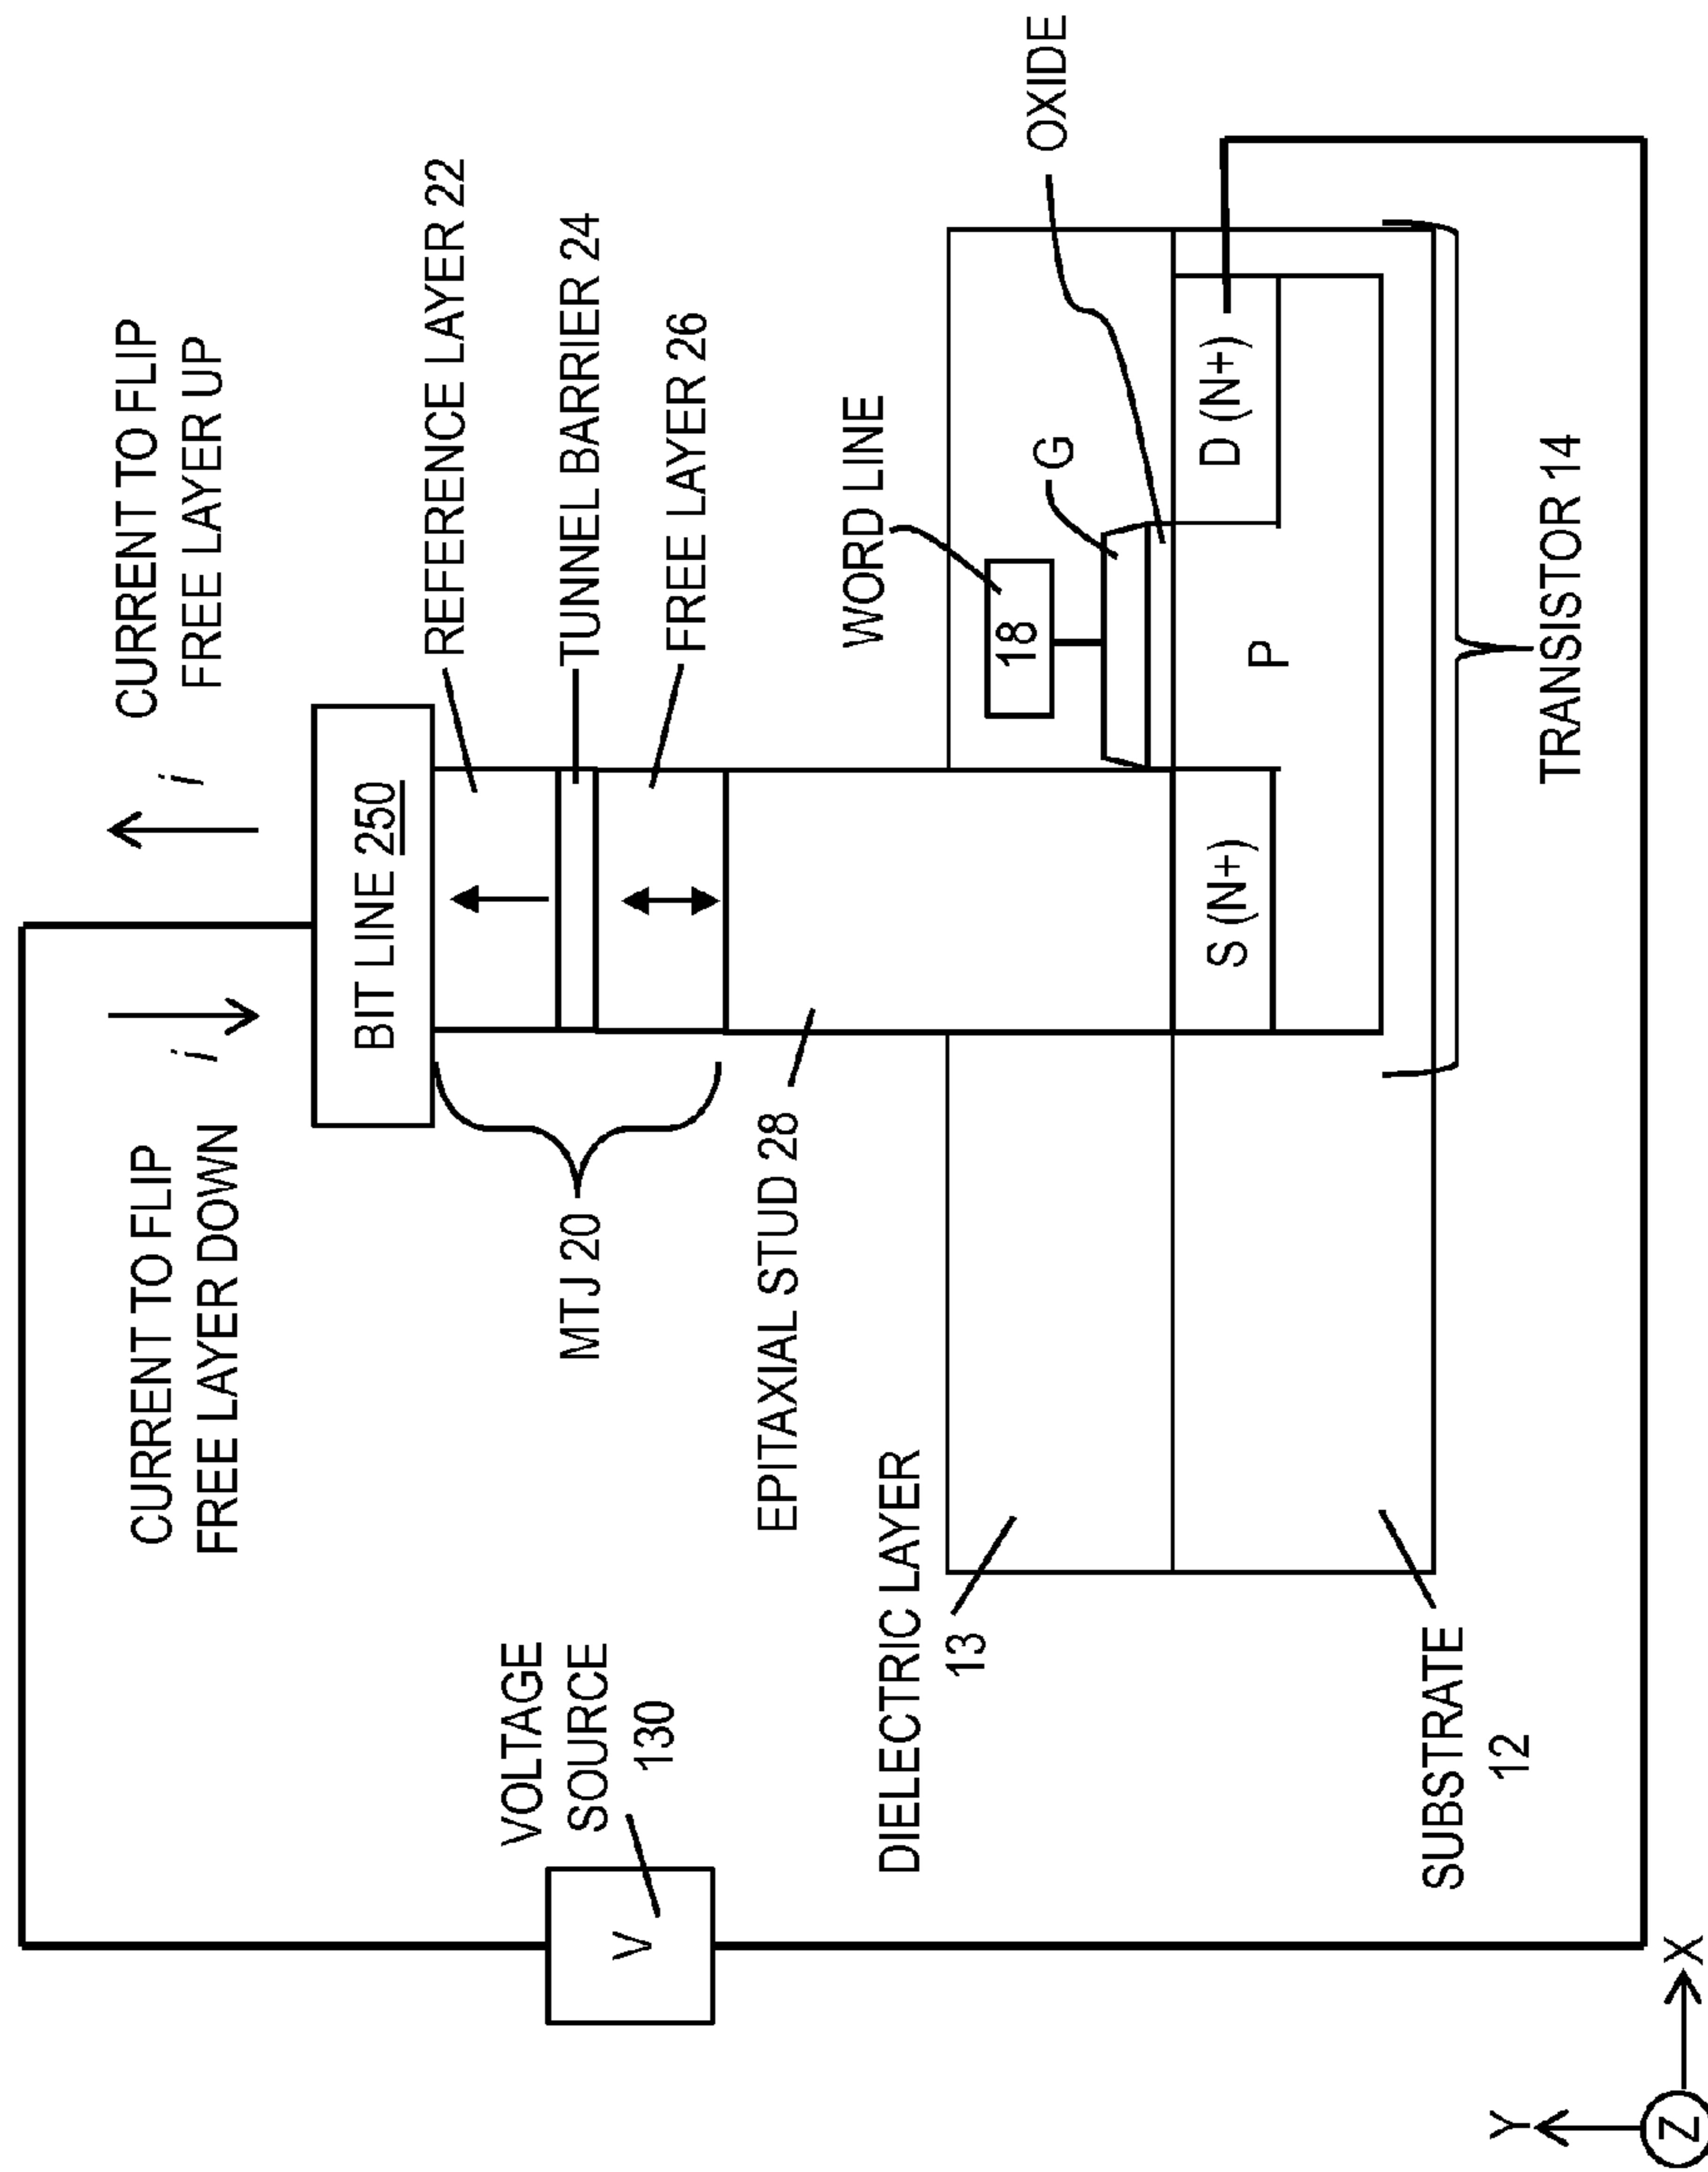 CURRENT TO FLIP
FREE LAYER DOWN
i
i
CURRENT TO FLIP
FREE LAYER UP
BIT LINE 250
REFERENCE LAYER 22
TUNNEL BARRIER 24
FREE LAYER 26
MTJ 20
VOLTAGE
SOURCE
130
V
EPITAXIAL STUD 28
WORD LINE
18
G
OXIDE
DIELECTRIC LAYER
13
S (N+)
D (N+)
P
SUBSTRATE
12
TRANSISTOR 14
Y
X
Z